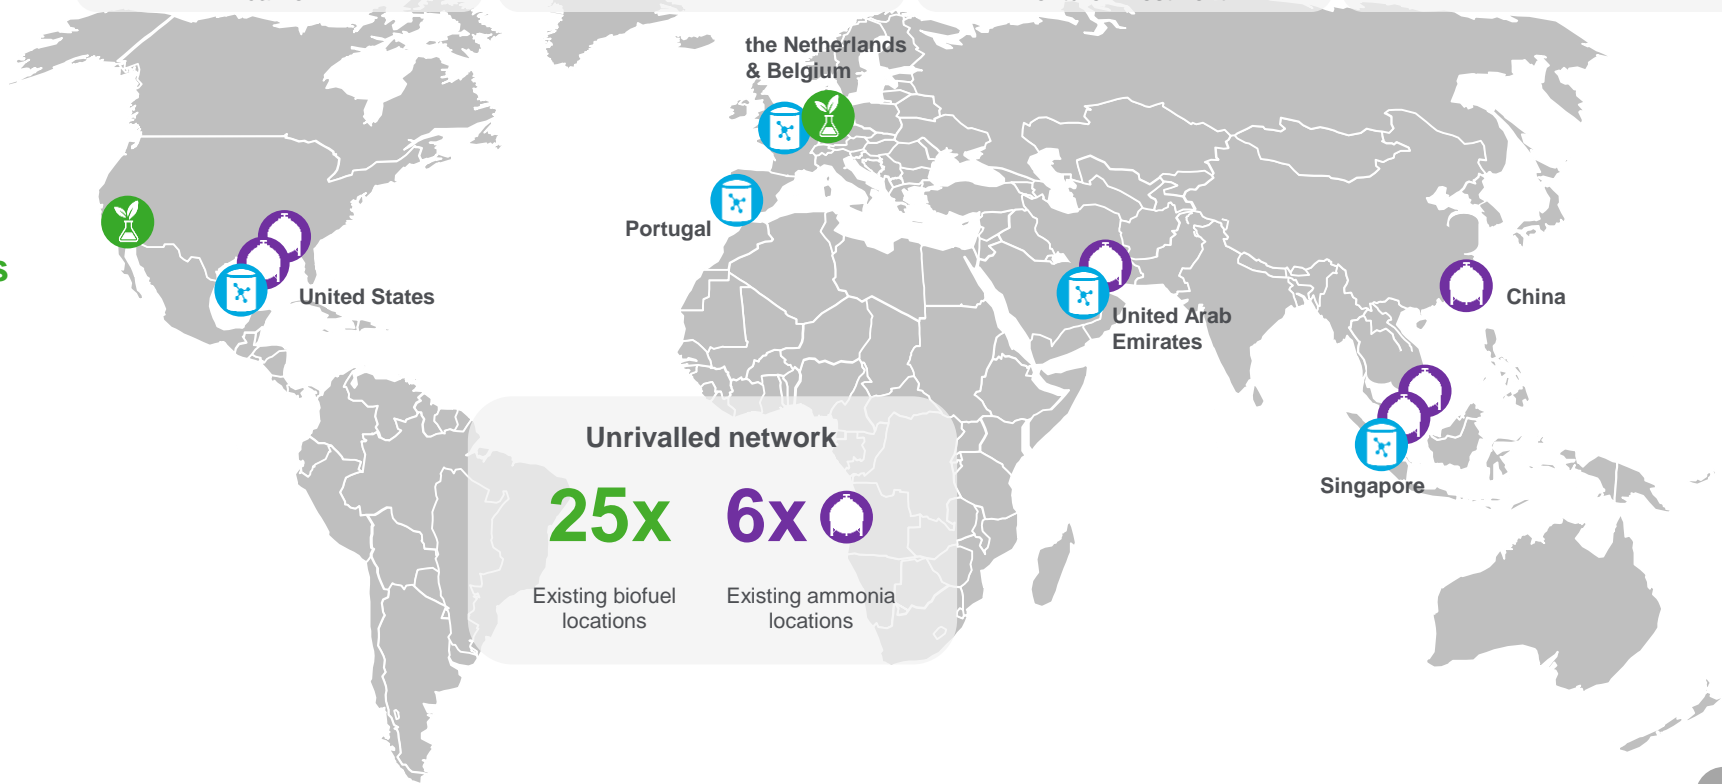 the Netherlands
& Belgium
Portugal
s
United States
China
United Arab
Emirates
Singapore
Unrivalled network
25x 6x
Existing biofuel
locations
Existing ammonia
locations